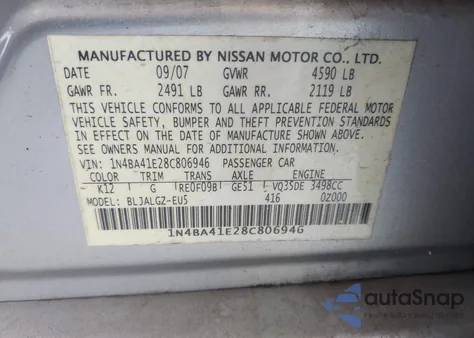 MANUFACTURED BY NISSAN MOTOR CO., LTD.
DATE 09/07 GVWR 4590 LB
GAWR FR. 2491 LB GAWR RR. 2119 LB
THIS VEHICLE CONFORMS TO ALL APPLICABLE FEDERAL MOTOR
VEHICLE SAFETY, BUMPER AND THEFT PREVENTION STANDARDS
IN EFFECT ON THE DATE OF MANUFACTURE SHOWN ABOVE.
SEE OWNERS MANUAL FOR ADDITIONAL INFORMATION.
VIN: 1N4BA41E28C806946 PASSENGER CAR
COLOR TRIM TRANS AXLE ENGINE
K12 G RE0F09B GE51 VQ35DE 3498CC
MODEL: BLJALGZ-EU5 416 0Z000
1N4BA41E28C806946
autoSnap